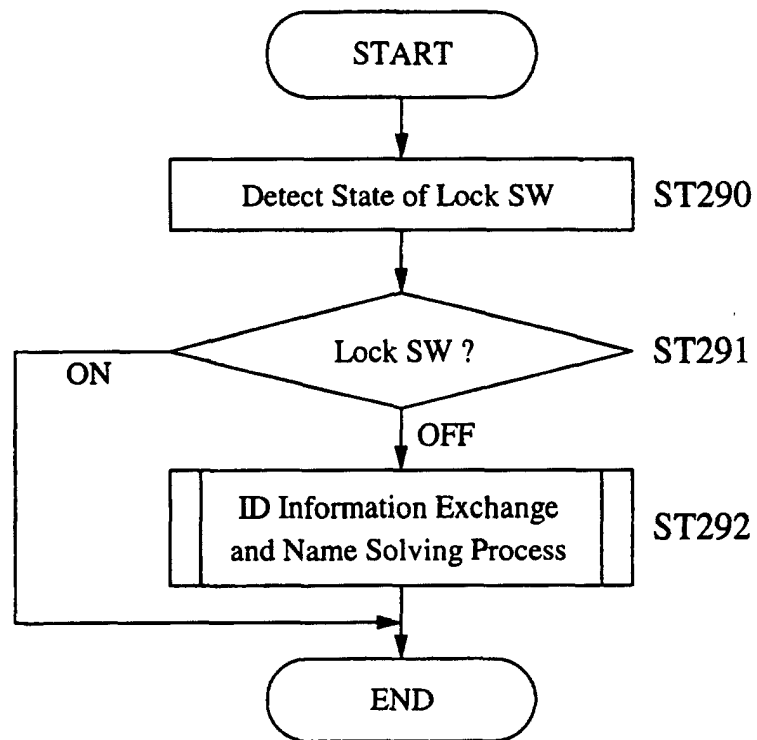 START
Detect State of Lock SW
ST290
Lock SW ?
ST291
ON
OFF
ID Information Exchange
and Name Solving Process
ST292
END